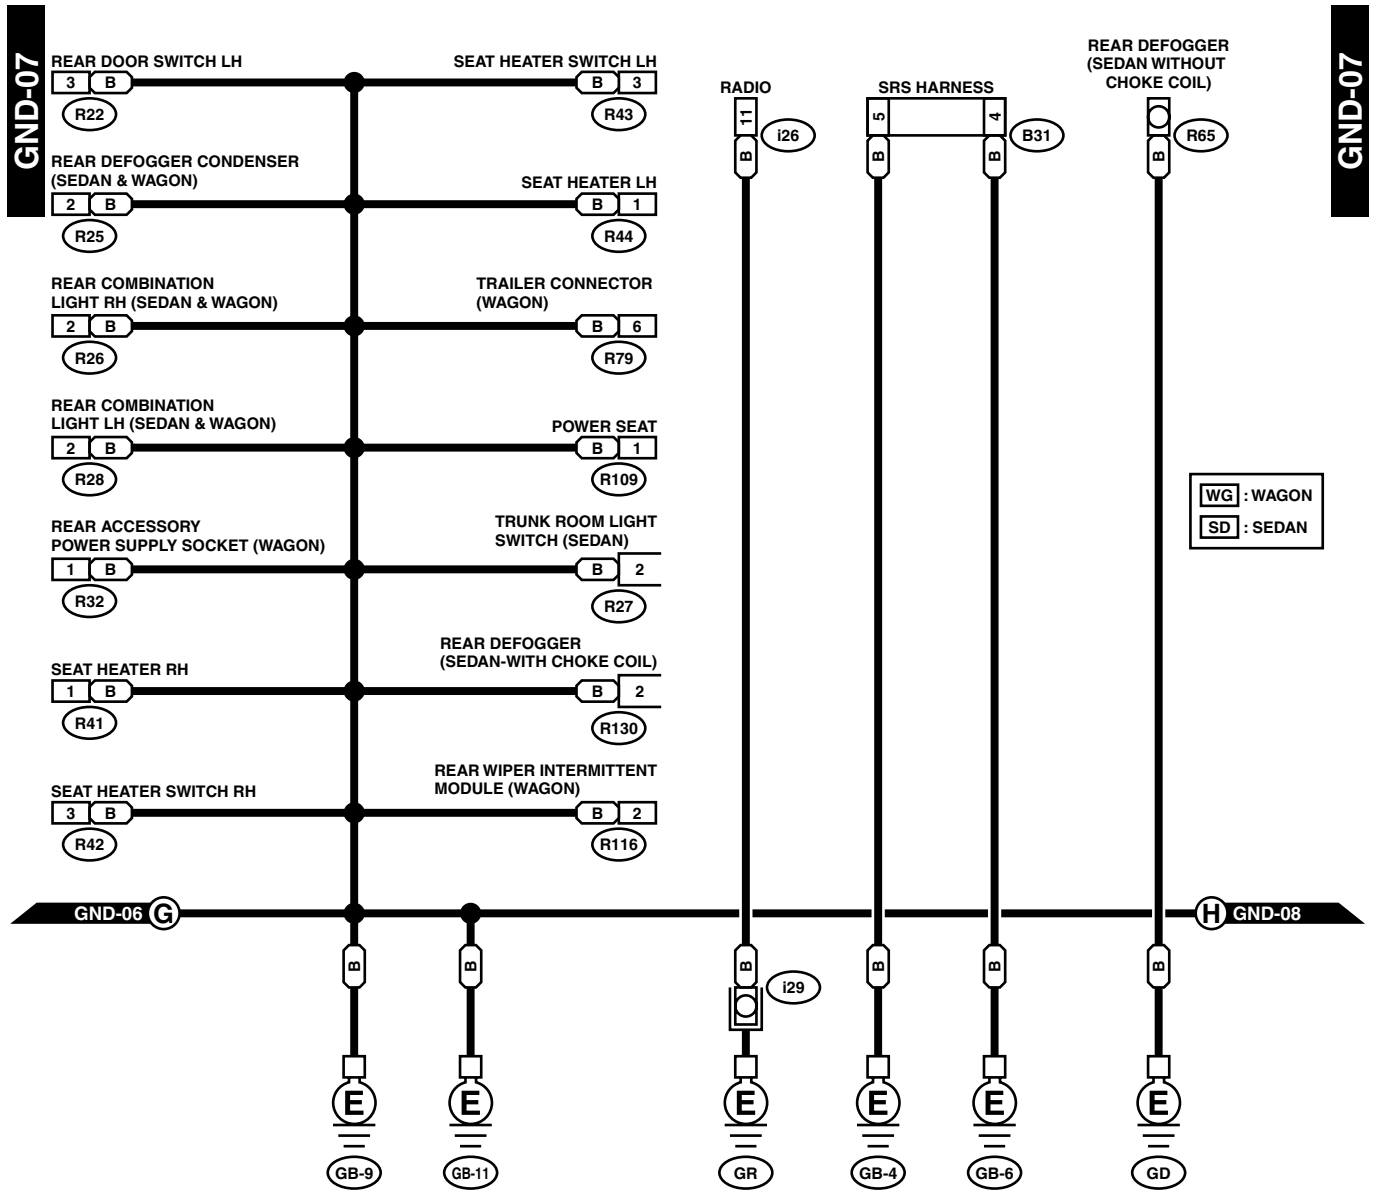 GND-07
GND-07
REAR DOOR SWITCH LH
3 B
R22
SEAT HEATER SWITCH LH
B 3
R43
REAR DEFOGGER CONDENSER
(SEDAN & WAGON)
2 B
R25
SEAT HEATER LH
B 1
R44
REAR COMBINATION
LIGHT RH (SEDAN & WAGON)
2 B
R26
TRAILER CONNECTOR
(WAGON)
B 6
R79
REAR COMBINATION
LIGHT LH (SEDAN & WAGON)
2 B
R28
POWER SEAT
B 1
R109
REAR ACCESSORY
POWER SUPPLY SOCKET (WAGON)
1 B
R32
TRUNK ROOM LIGHT
SWITCH (SEDAN)
B 2
R27
SEAT HEATER RH
1 B
R41
REAR DEFOGGER
(SEDAN-WITH CHOKE COIL)
B 2
R130
SEAT HEATER SWITCH RH
3 B
R42
REAR WIPER INTERMITTENT
MODULE (WAGON)
B 2
R116
RADIO
11
i26
B
SRS HARNESS
5 4
B31
B B
REAR DEFOGGER
(SEDAN WITHOUT
CHOKE COIL)
R65
B
WG : WAGON
SD : SEDAN
GND-06 G
H GND-08
B B B B B B
i29
E E E E E E
GB-9 GB-11 GR GB-4 GB-6 GD